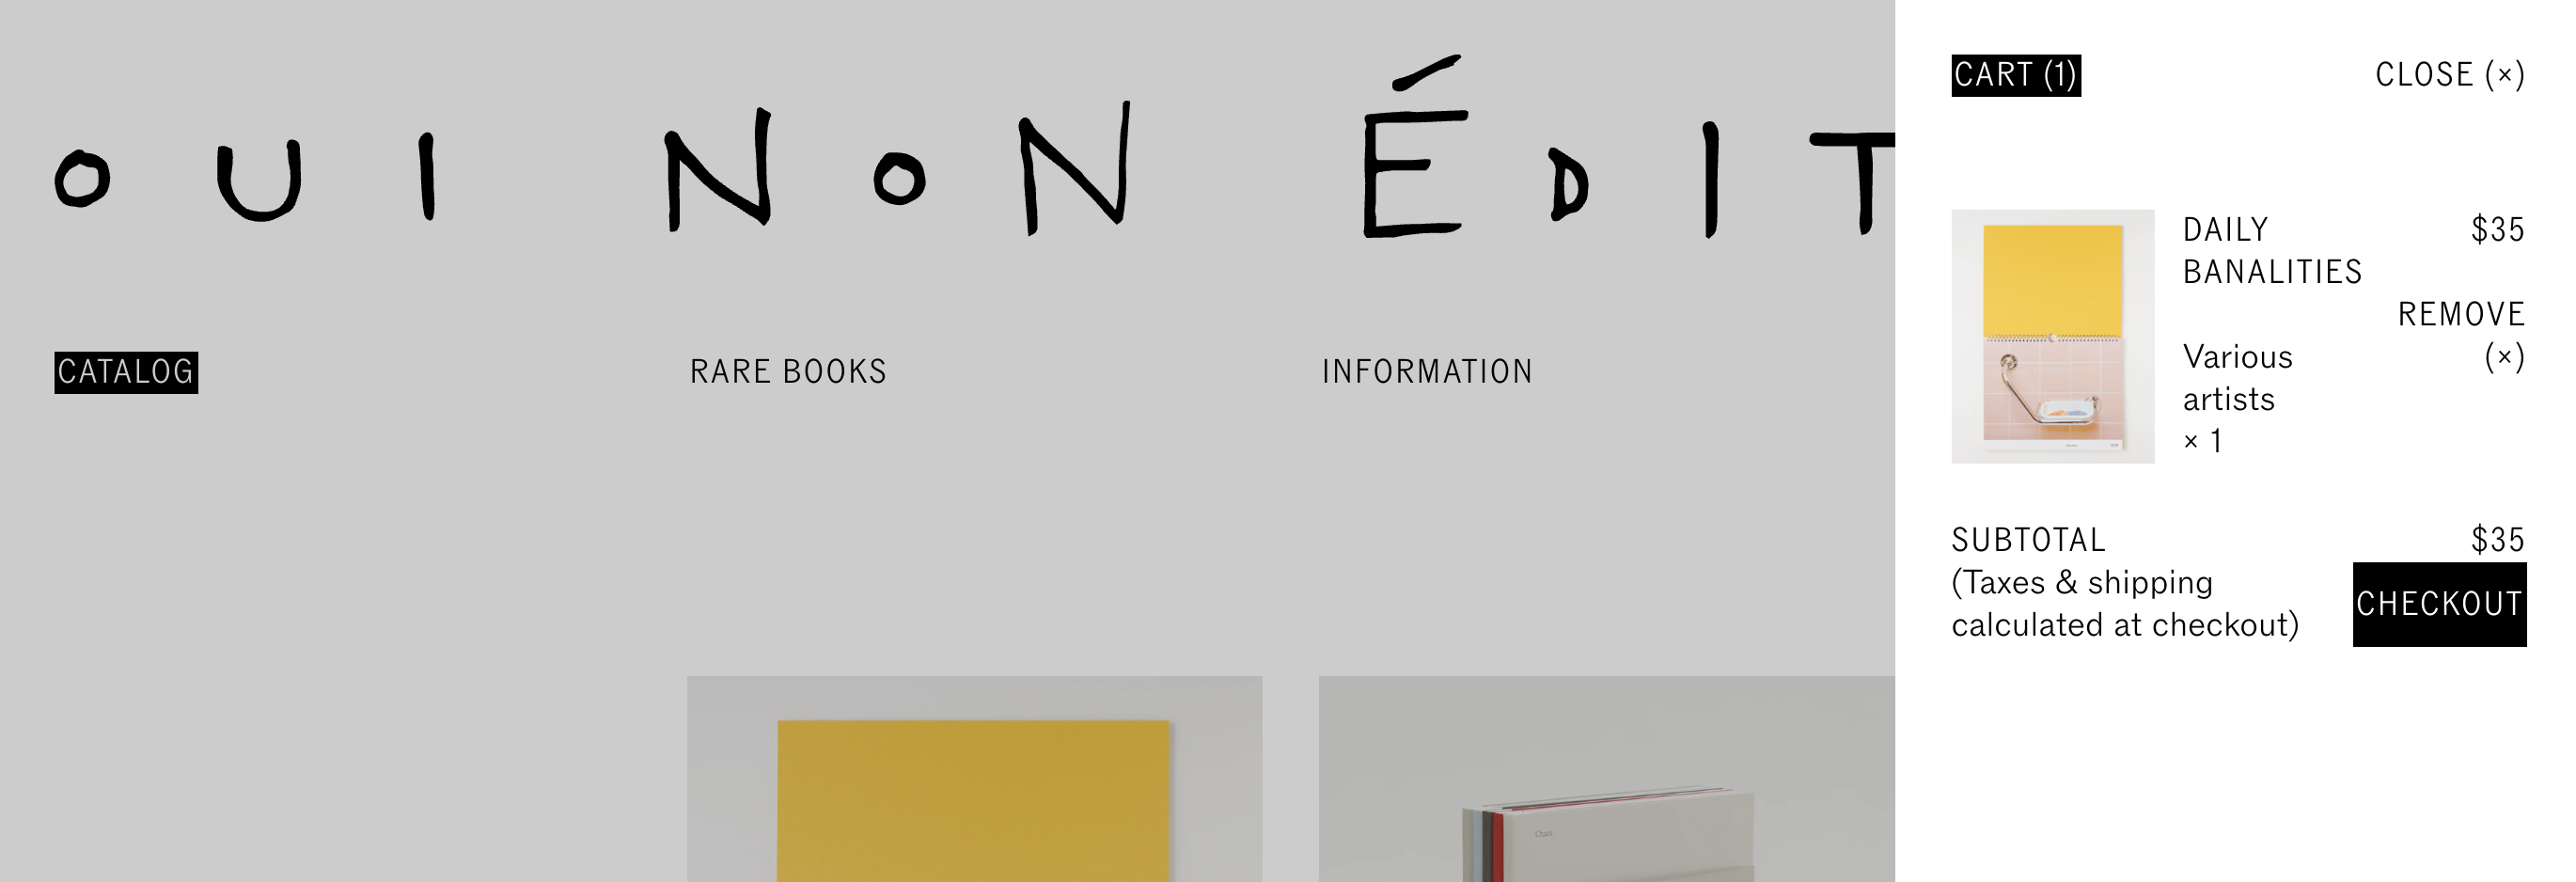 OUI NON ÉDIT
CATALOG
RARE BOOKS
INFORMATION
Chaos
CART (1)
CLOSE (×)
DAILY
BANALITIES
$35
REMOVE
(×)
Various
artists
× 1
SUBTOTAL
$35
(Taxes & shipping
calculated at checkout)
CHECKOUT